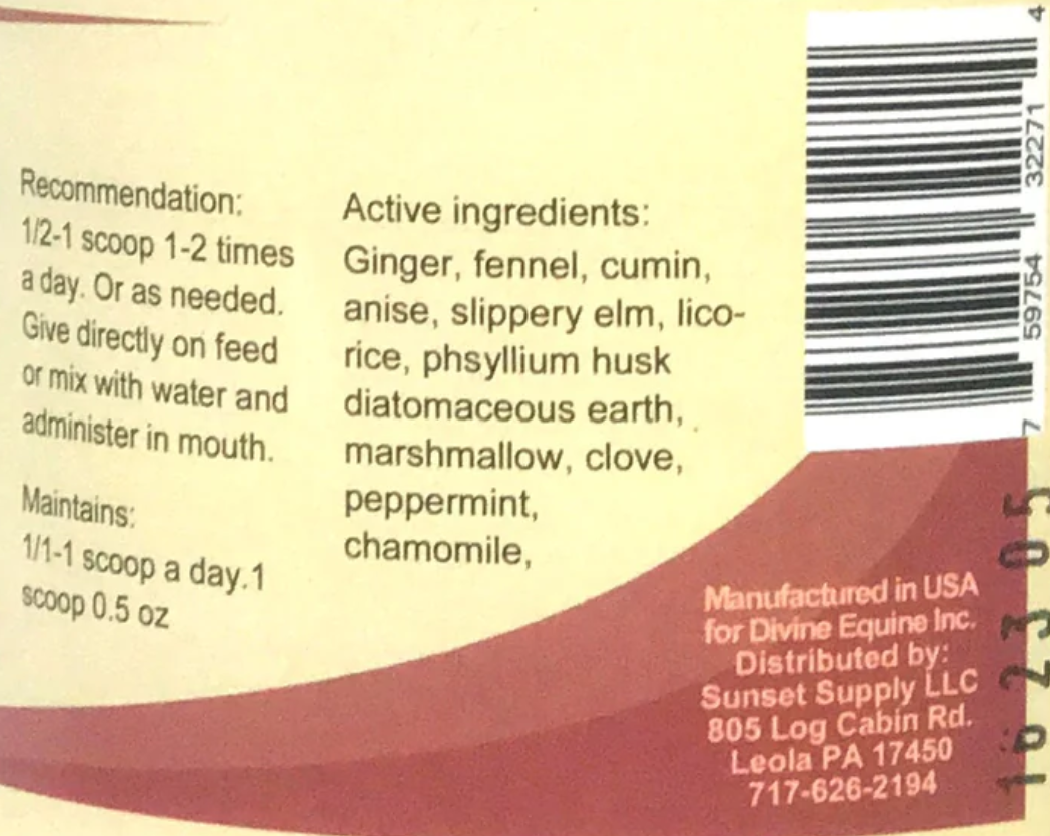 Recommendation:
1/2-1 scoop 1-2 times
a day. Or as needed.
Give directly on feed
or mix with water and
administer in mouth.
Maintains:
1/1-1 scoop a day.1
scoop 0.5 oz
Active ingredients:
Ginger, fennel, cumin,
anise, slippery elm, lico-
rice, phsyllium husk
diatomaceous earth,
marshmallow, clove,
peppermint,
chamomile,
7 59754 32271 4
Manufactured in USA
for Divine Equine Inc.
Distributed by:
Sunset Supply LLC
805 Log Cabin Rd.
Leola PA 17450
717-626-2194
23 05